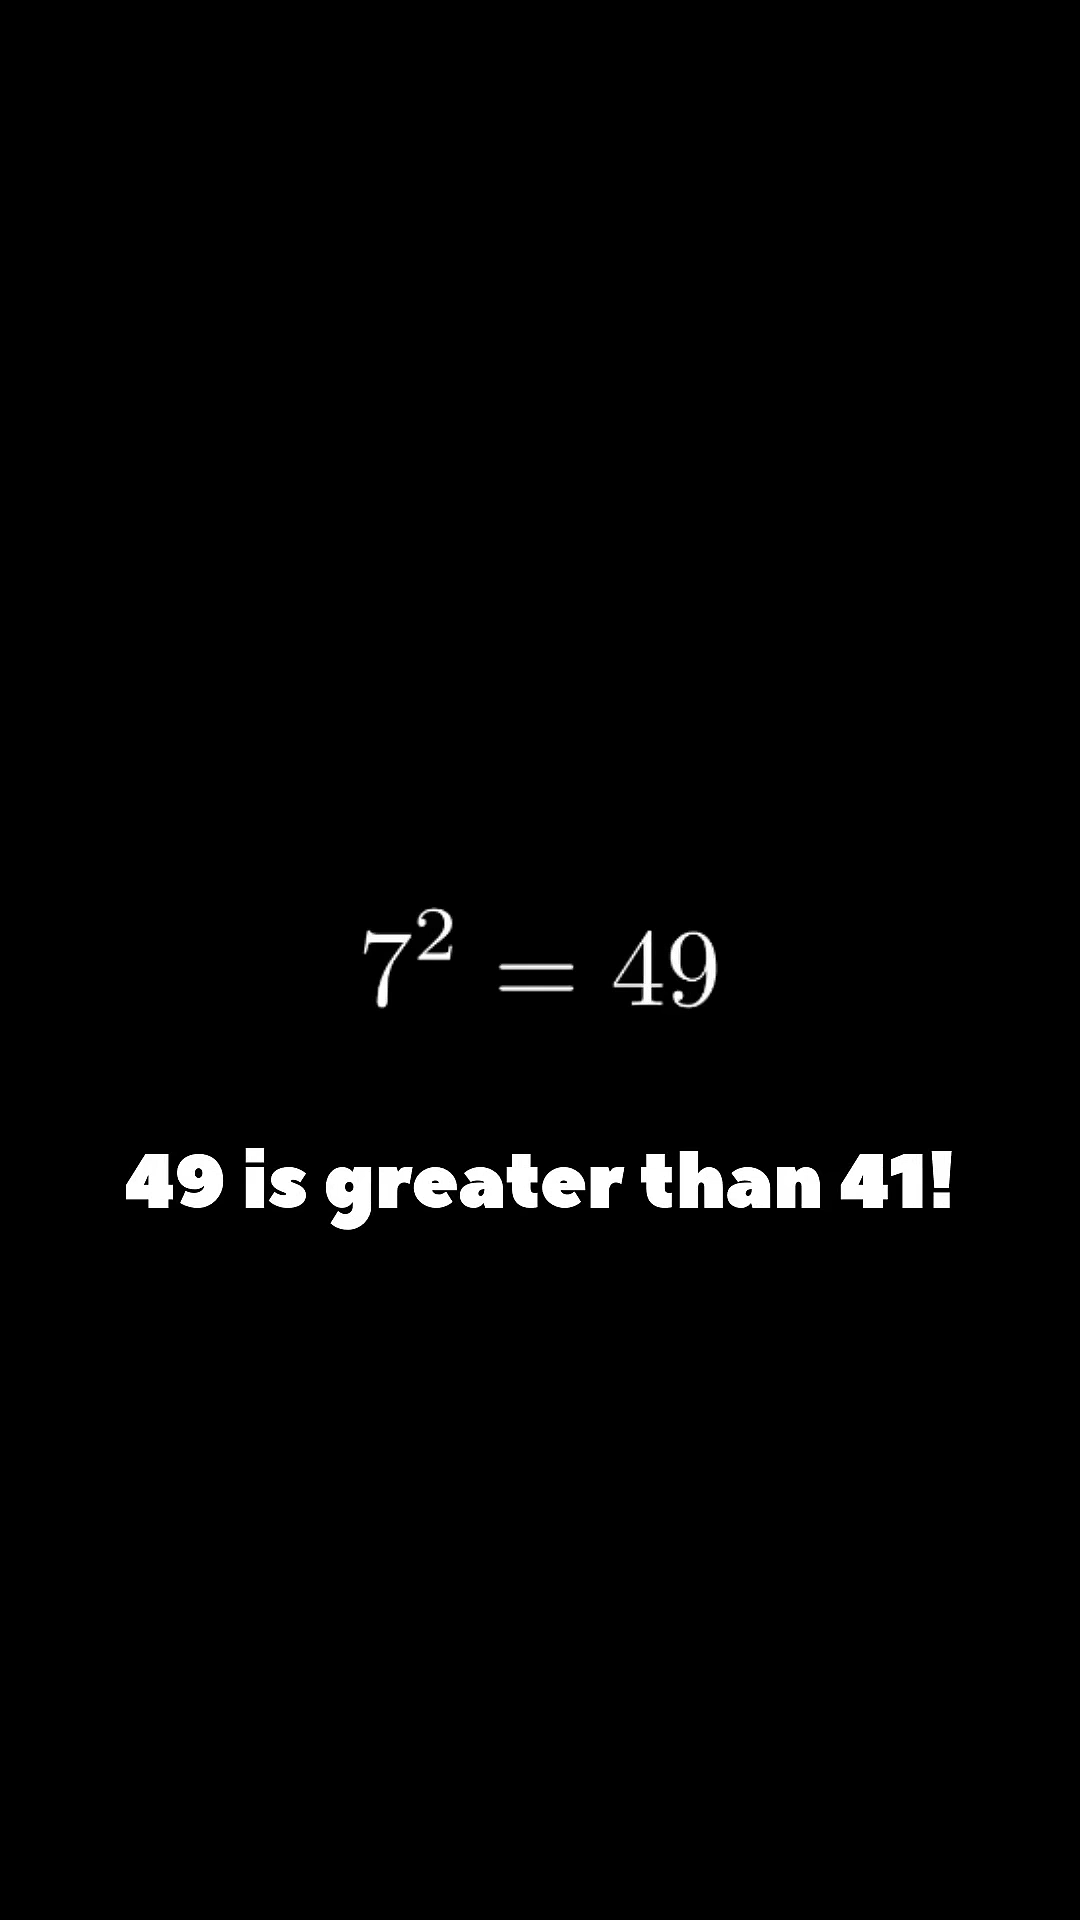 7² = 49
49 is greater than 41!